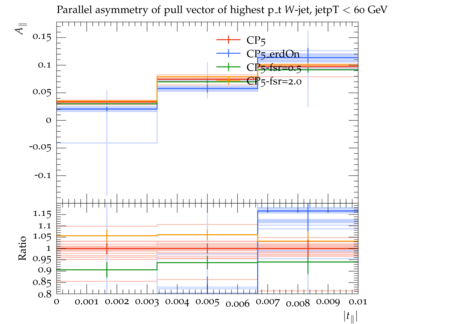 Parallel asymmetry of pull vector of highest p_t W-jet, jetpT < 60 GeV
A∥
CP5
CP5_erdOn
CP5-fsr=0.5
CP5-fsr=2.0
0.15
0.1
0.05
0
-0.05
-0.1
Ratio
1.15
1.1
1.05
1
0.95
0.9
0.85
0.8
0 0.001 0.002 0.003 0.004 0.005 0.006 0.007 0.008 0.009 0.01
|t∥|